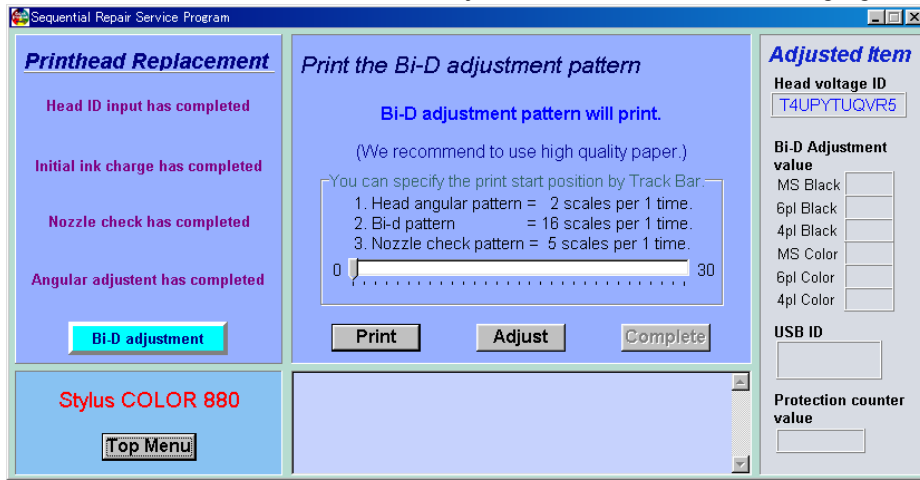 Sequential Repair Service Program
Printhead Replacement
Head ID input has completed
Initial ink charge has completed
Nozzle check has completed
Angular adjustent has completed
Bi-D adjustment
Stylus COLOR 880
Top Menu
Print the Bi-D adjustment pattern
Bi-D adjustment pattern will print.
(We recommend to use high quality paper.)
You can specify the print start position by Track Bar.
1. Head angular pattern = 2 scales per 1 time.
2. Bi-d pattern = 16 scales per 1 time.
3. Nozzle check pattern = 5 scales per 1 time.
0 30
Print Adjust Complete
Adjusted Item
Head voltage ID
T4UPYTUQVR5
Bi-D Adjustment
value
MS Black
6pl Black
4pl Black
MS Color
6pl Color
4pl Color
USB ID
Protection counter
value